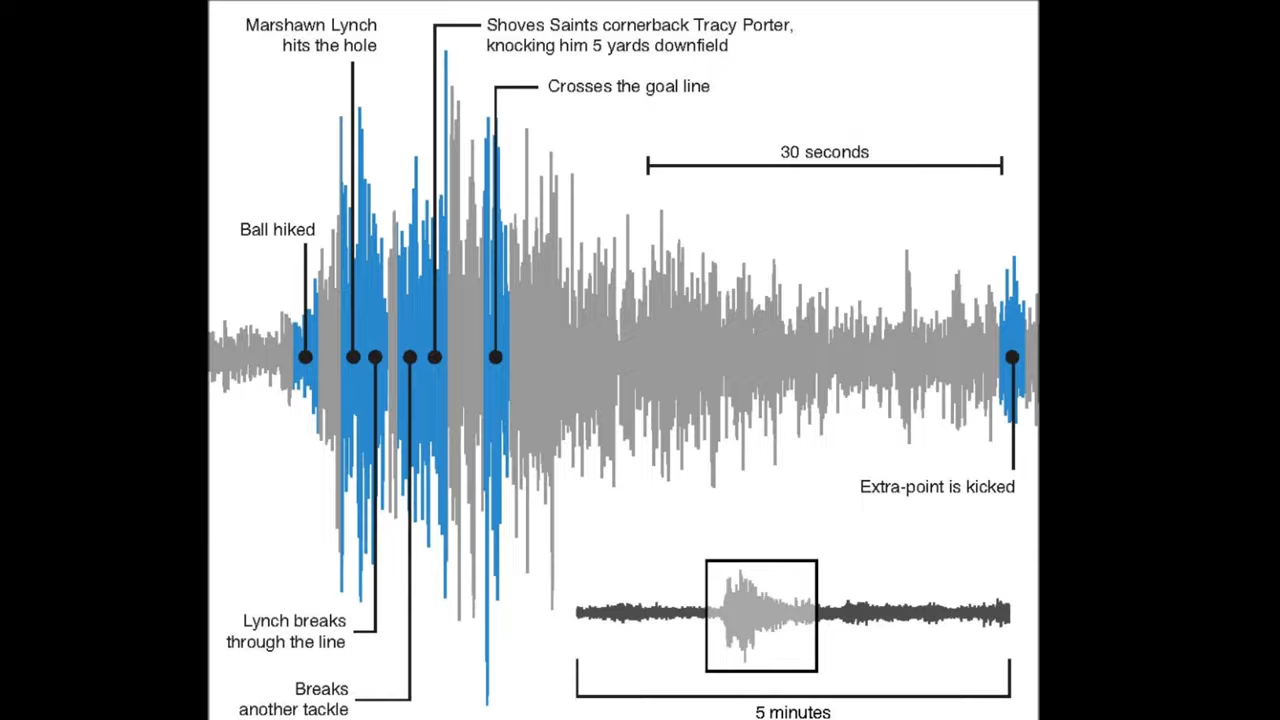 Marshawn Lynch
hits the hole
Shoves Saints cornerback Tracy Porter,
knocking him 5 yards downfield
Crosses the goal line
30 seconds
Ball hiked
Extra-point is kicked
Lynch breaks
through the line
Breaks
another tackle
5 minutes